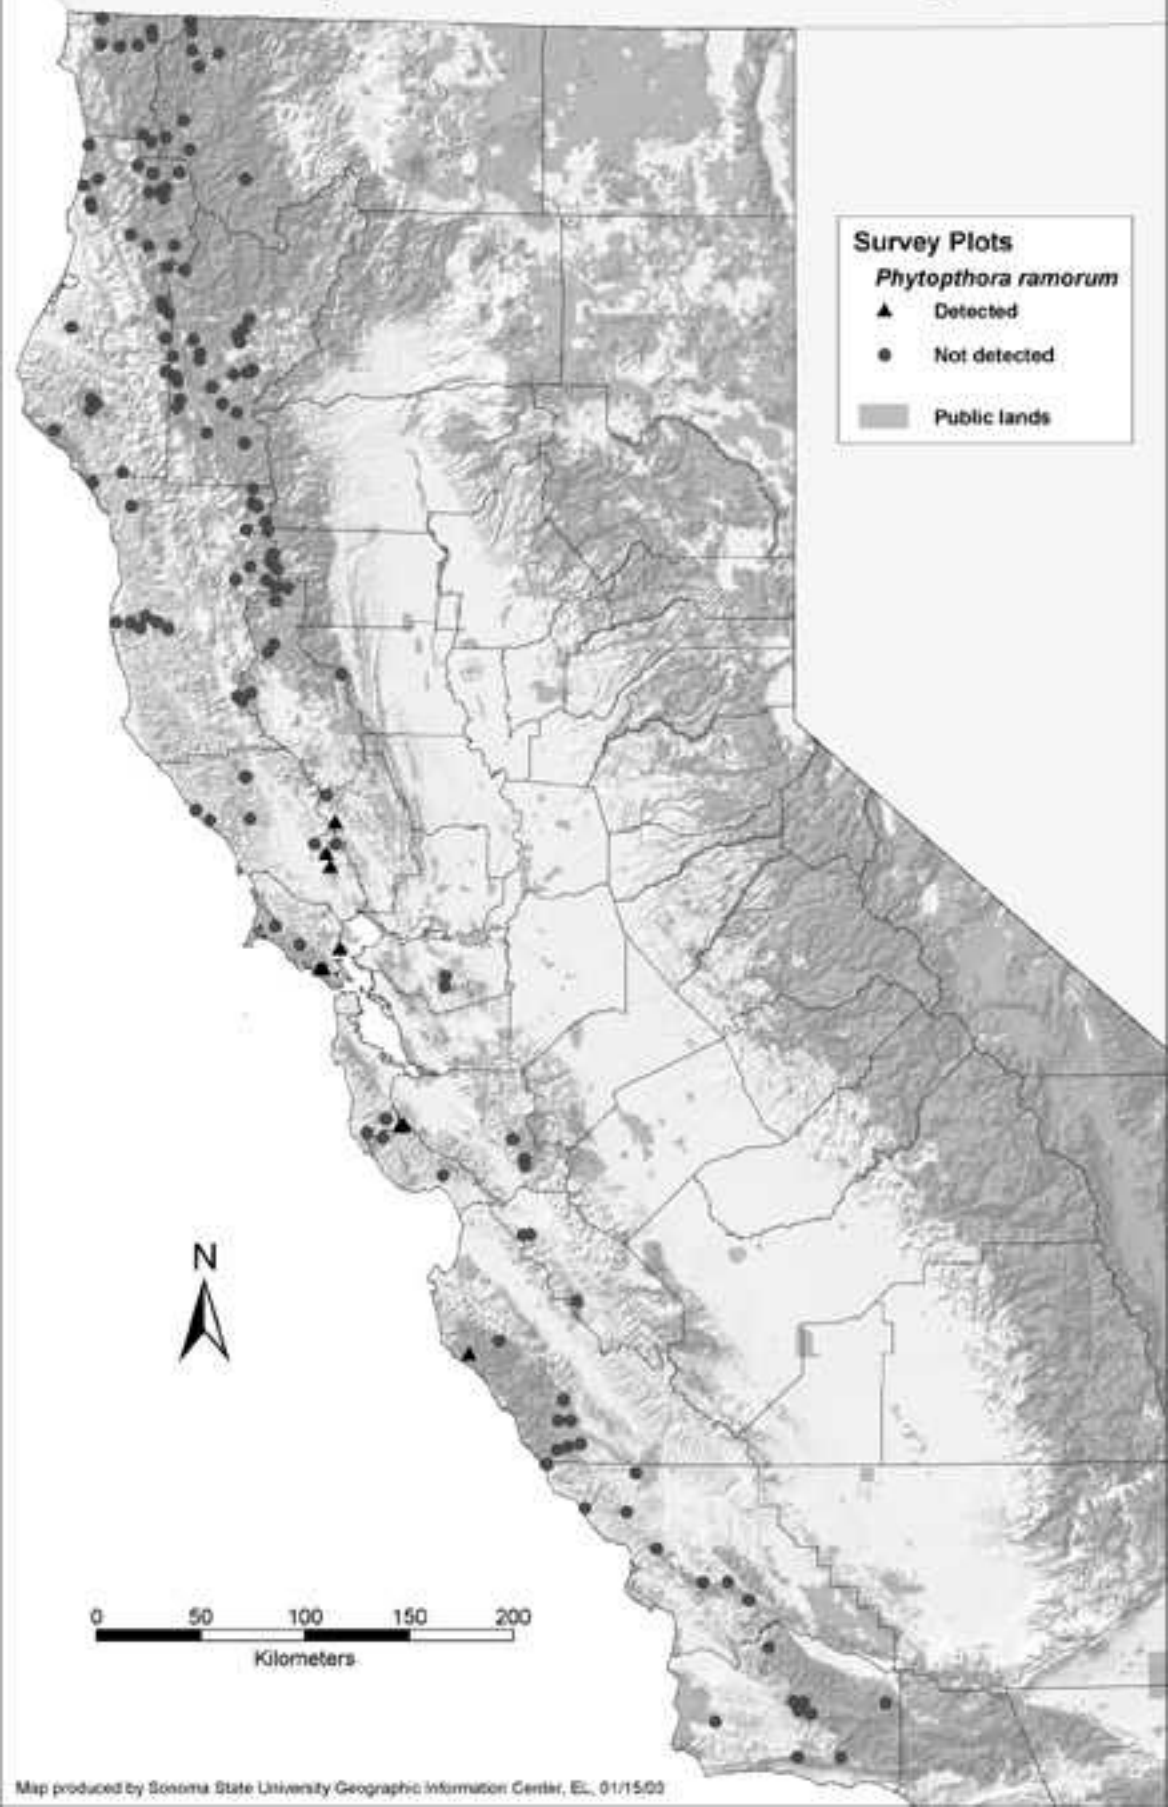 Survey Plots
Phytopthora ramorum
Detected
Not detected
Public lands
N
0 50 100 150 200
Kilometers
Map produced by Sonoma State University Geographic Information Center, EL, 01/15/03